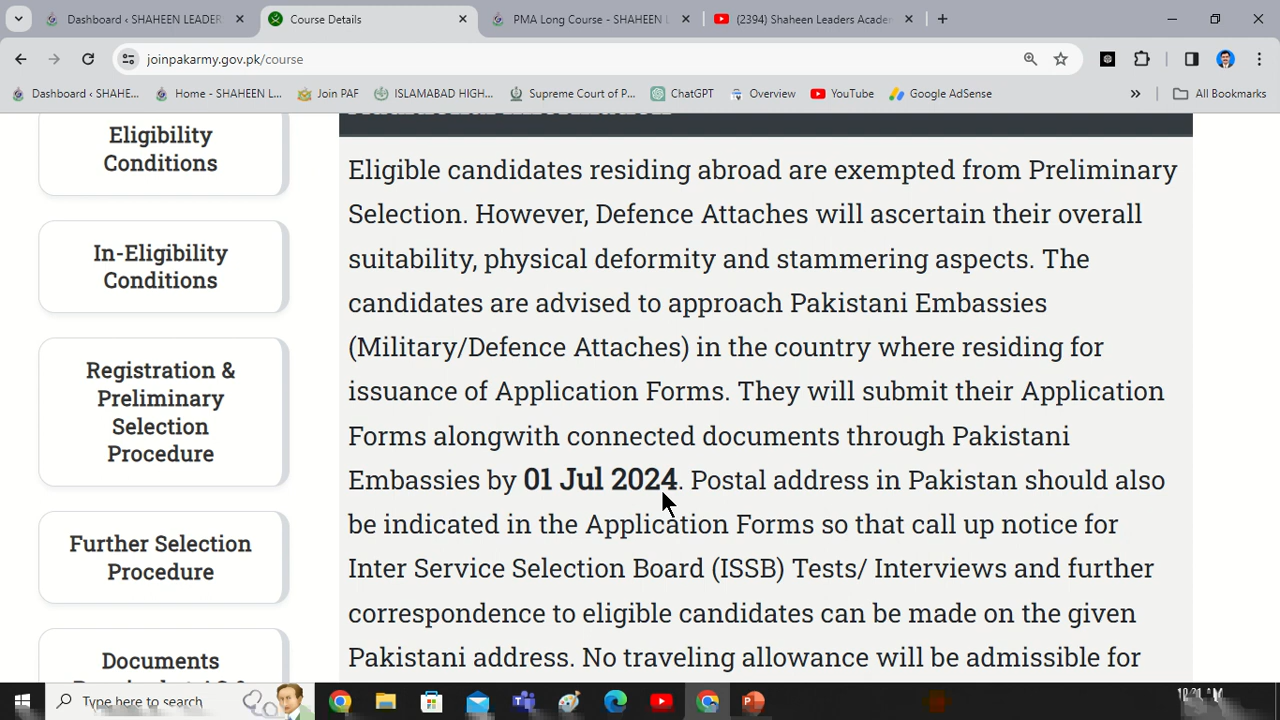 Dashboard ‹ SHAHEEN LEADER
Course Details
PMA Long Course - SHAHEEN L
(2394) Shaheen Leaders Acade
joinpakarmy.gov.pk/course
Dashboard ‹ SHAHE...
Home - SHAHEEN L...
Join PAF
ISLAMABAD HIGH...
Supreme Court of P...
ChatGPT
Overview
YouTube
Google AdSense
»
All Bookmarks
Eligibility
Conditions
In-Eligibility
Conditions
Registration &
Preliminary
Selection
Procedure
Further Selection
Procedure
Documents
Eligible candidates residing abroad are exempted from Preliminary
Selection. However, Defence Attaches will ascertain their overall
suitability, physical deformity and stammering aspects. The
candidates are advised to approach Pakistani Embassies
(Military/Defence Attaches) in the country where residing for
issuance of Application Forms. They will submit their Application
Forms alongwith connected documents through Pakistani
Embassies by 01 Jul 2024. Postal address in Pakistan should also
be indicated in the Application Forms so that call up notice for
Inter Service Selection Board (ISSB) Tests/ Interviews and further
correspondence to eligible candidates can be made on the given
Pakistani address. No traveling allowance will be admissible for
Type here to search